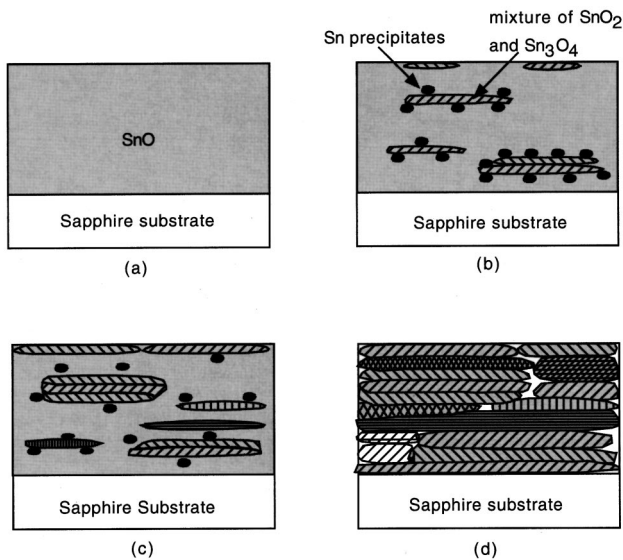 mixture of SnO2
Sn precipitates
and Sn3O4
SnO
Sapphire substrate
Sapphire substrate
(a)
(b)
Sapphire Substrate
Sapphire substrate
(c)
(d)